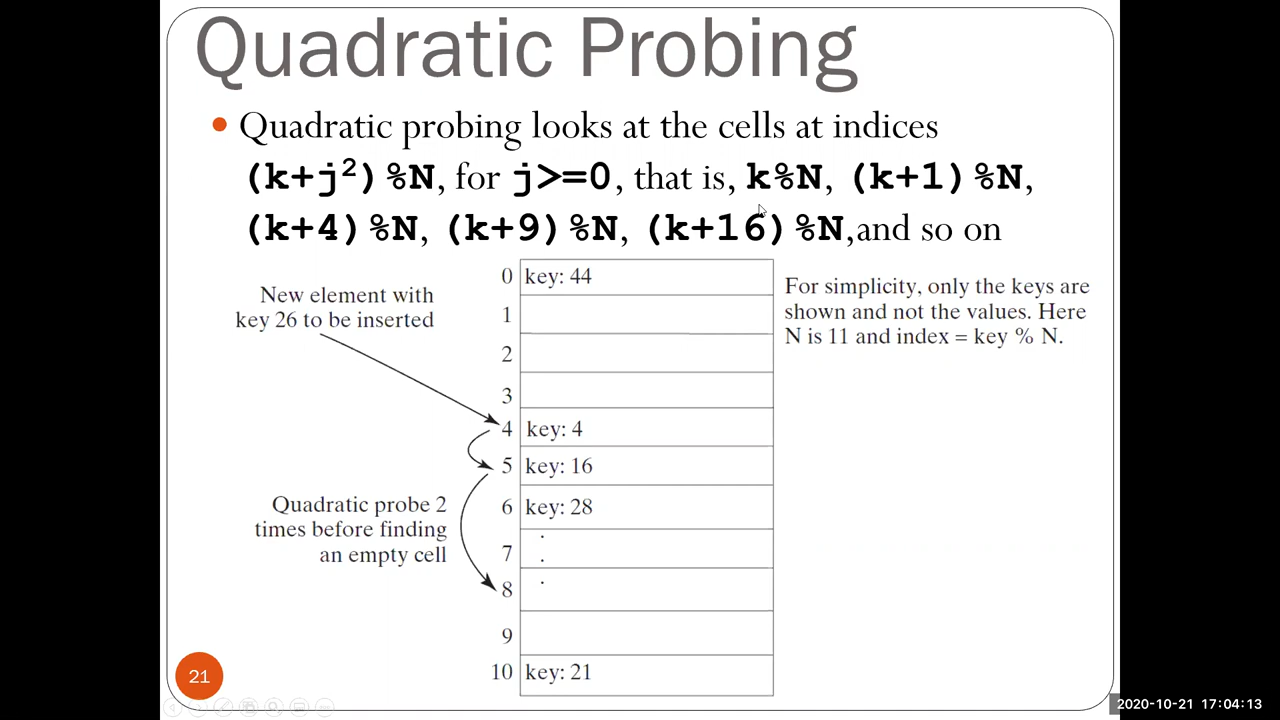 Quadratic Probing
• Quadratic probing looks at the cells at indices
(k+j²)%N, for j>=0, that is, k%N, (k+1)%N,
(k+4)%N, (k+9)%N, (k+16)%N,and so on
New element with
key 26 to be inserted
0 key: 44
1
2
3
4 key: 4
5 key: 16
6 key: 28
7
8
9
10 key: 21
Quadratic probe 2
times before finding
an empty cell
For simplicity, only the keys are
shown and not the values. Here
N is 11 and index = key % N.
21
2020-10-21 17:04:13